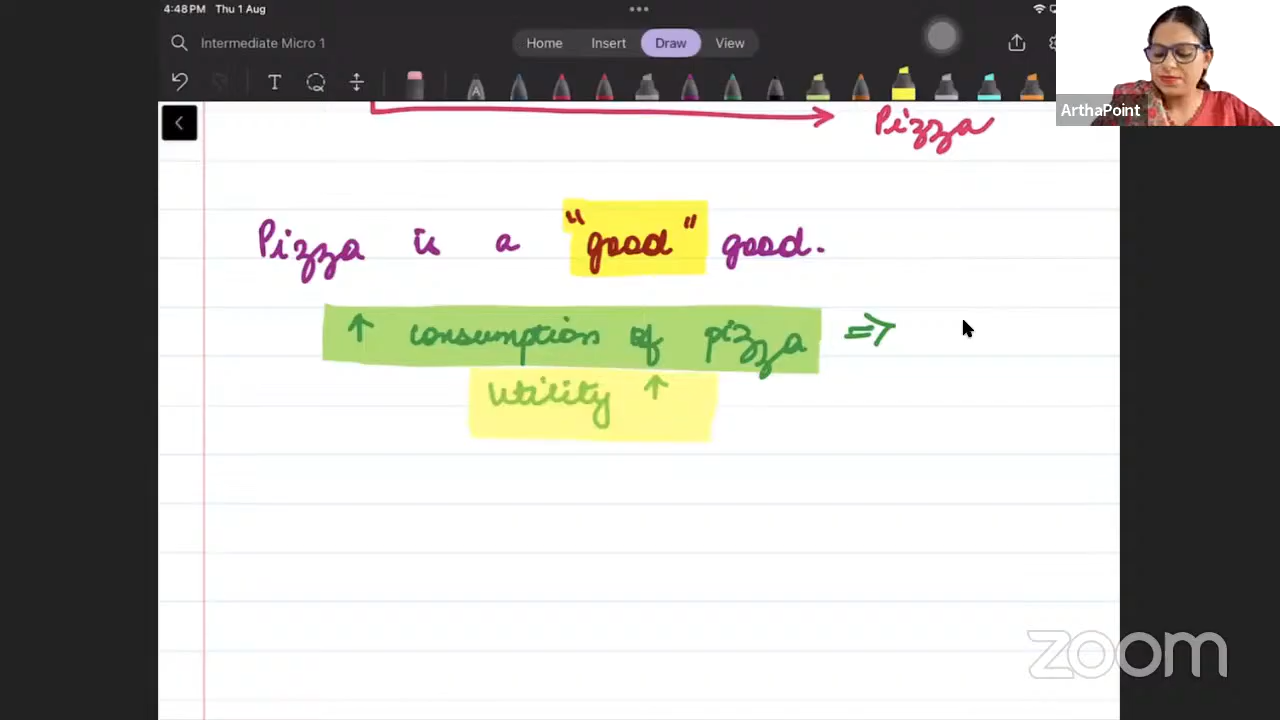 4:48 PM Thu 1 Aug
Intermediate Micro 1
Home Insert Draw View
T
A
ArthaPoint
Pizza
Pizza is a "good" good.
↑ consumption of pizza =>
Utility ↑
zoom